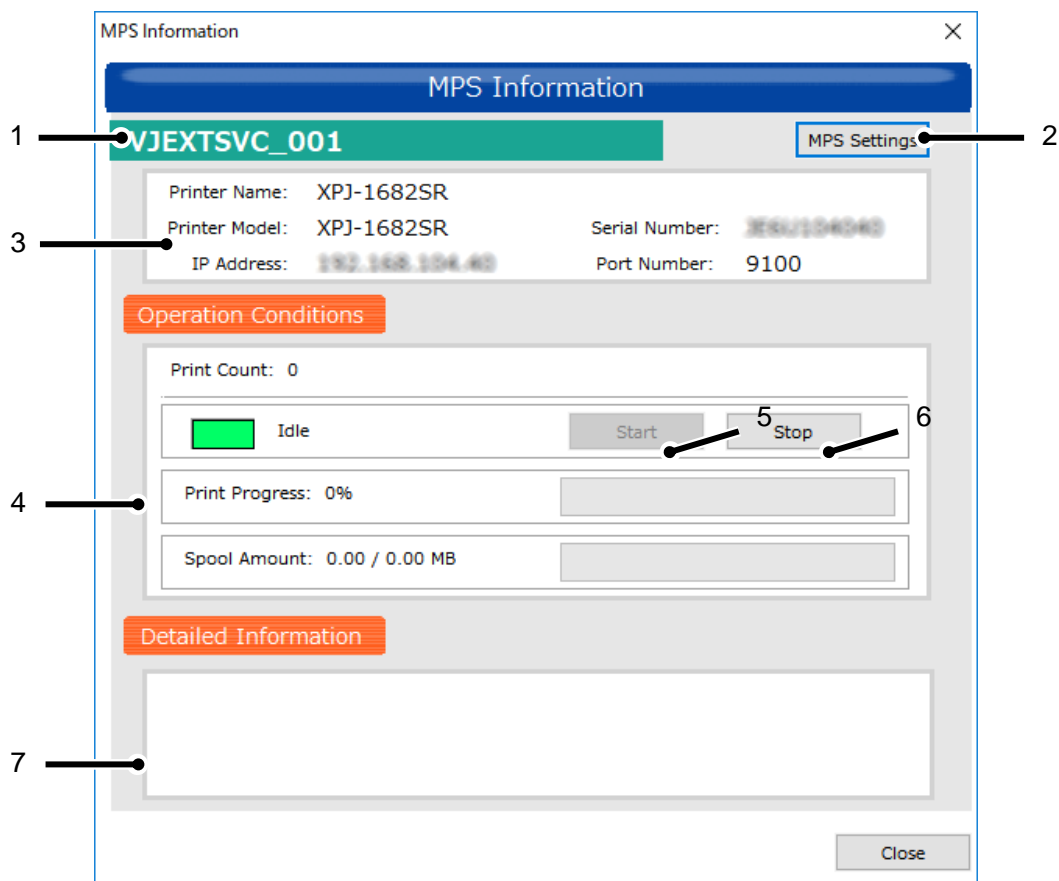 MPS Information
MPS Information
1
VJEXTSVC_001
MPS Settings
2
Printer Name: XPJ-1682SR
3
Printer Model: XPJ-1682SR Serial Number:
IP Address: Port Number: 9100
Operation Conditions
Print Count: 0
Idle
Start
5
Stop
6
4
Print Progress: 0%
Spool Amount: 0.00 / 0.00 MB
Detailed Information
7
Close